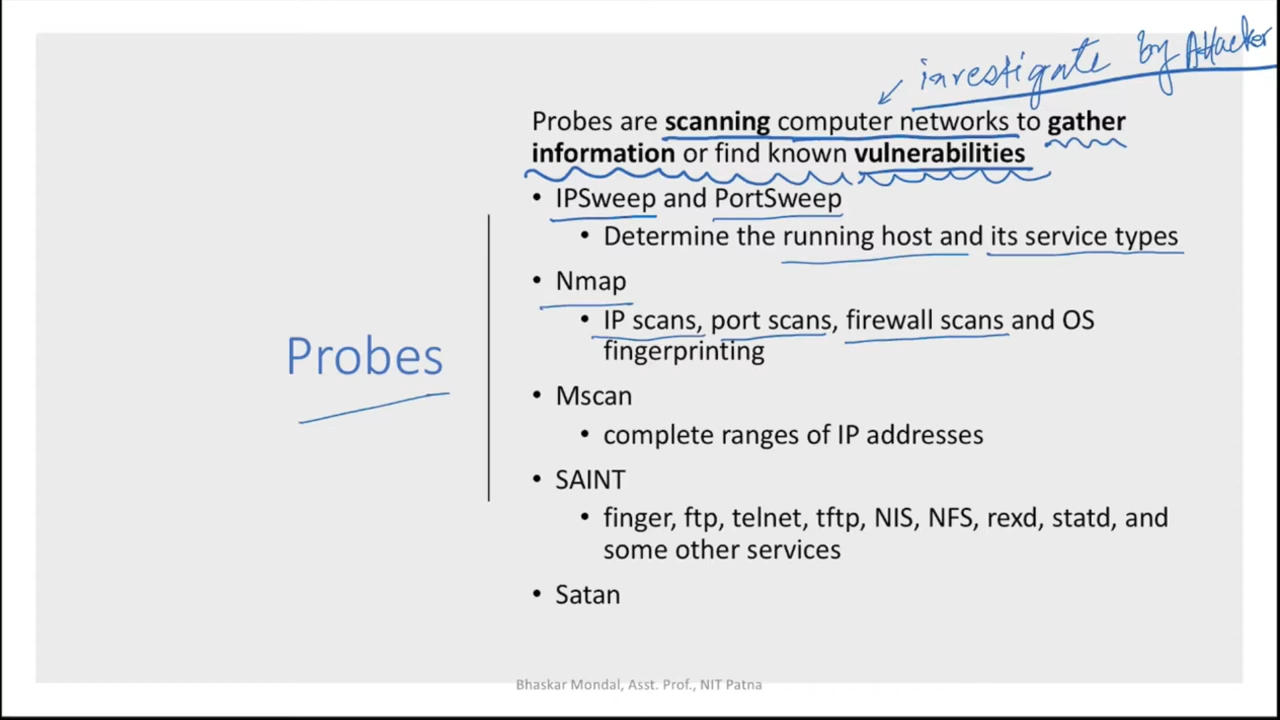 investigate by Attacker
Probes are scanning computer networks to gather
information or find known vulnerabilities
• IPSweep and PortSweep
• Determine the running host and its service types
• Nmap
• IP scans, port scans, firewall scans and OS
fingerprinting
Probes
• Mscan
• complete ranges of IP addresses
• SAINT
• finger, ftp, telnet, tftp, NIS, NFS, rexd, statd, and
some other services
• Satan
Bhaskar Mondal, Asst. Prof., NIT Patna